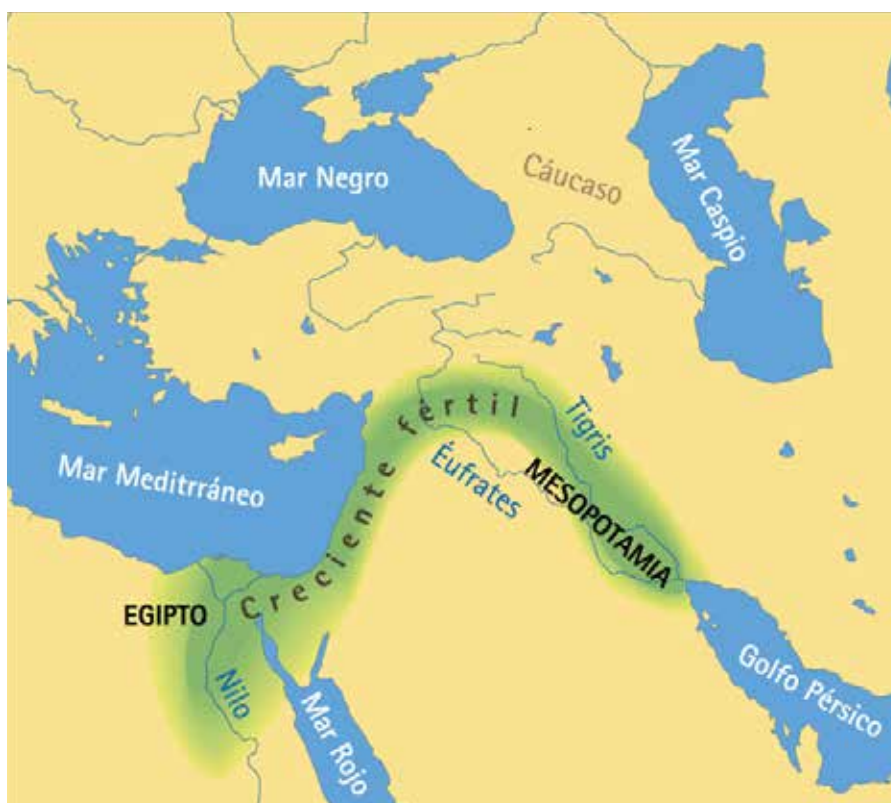 Mar Negro
Cáucaso
Mar Caspio
Creciente fértil
Tigris
Éufrates
Mar Meditrráneo
MESOPOTAMIA
EGIPTO
Nilo
Mar Rojo
Golfo Pérsico